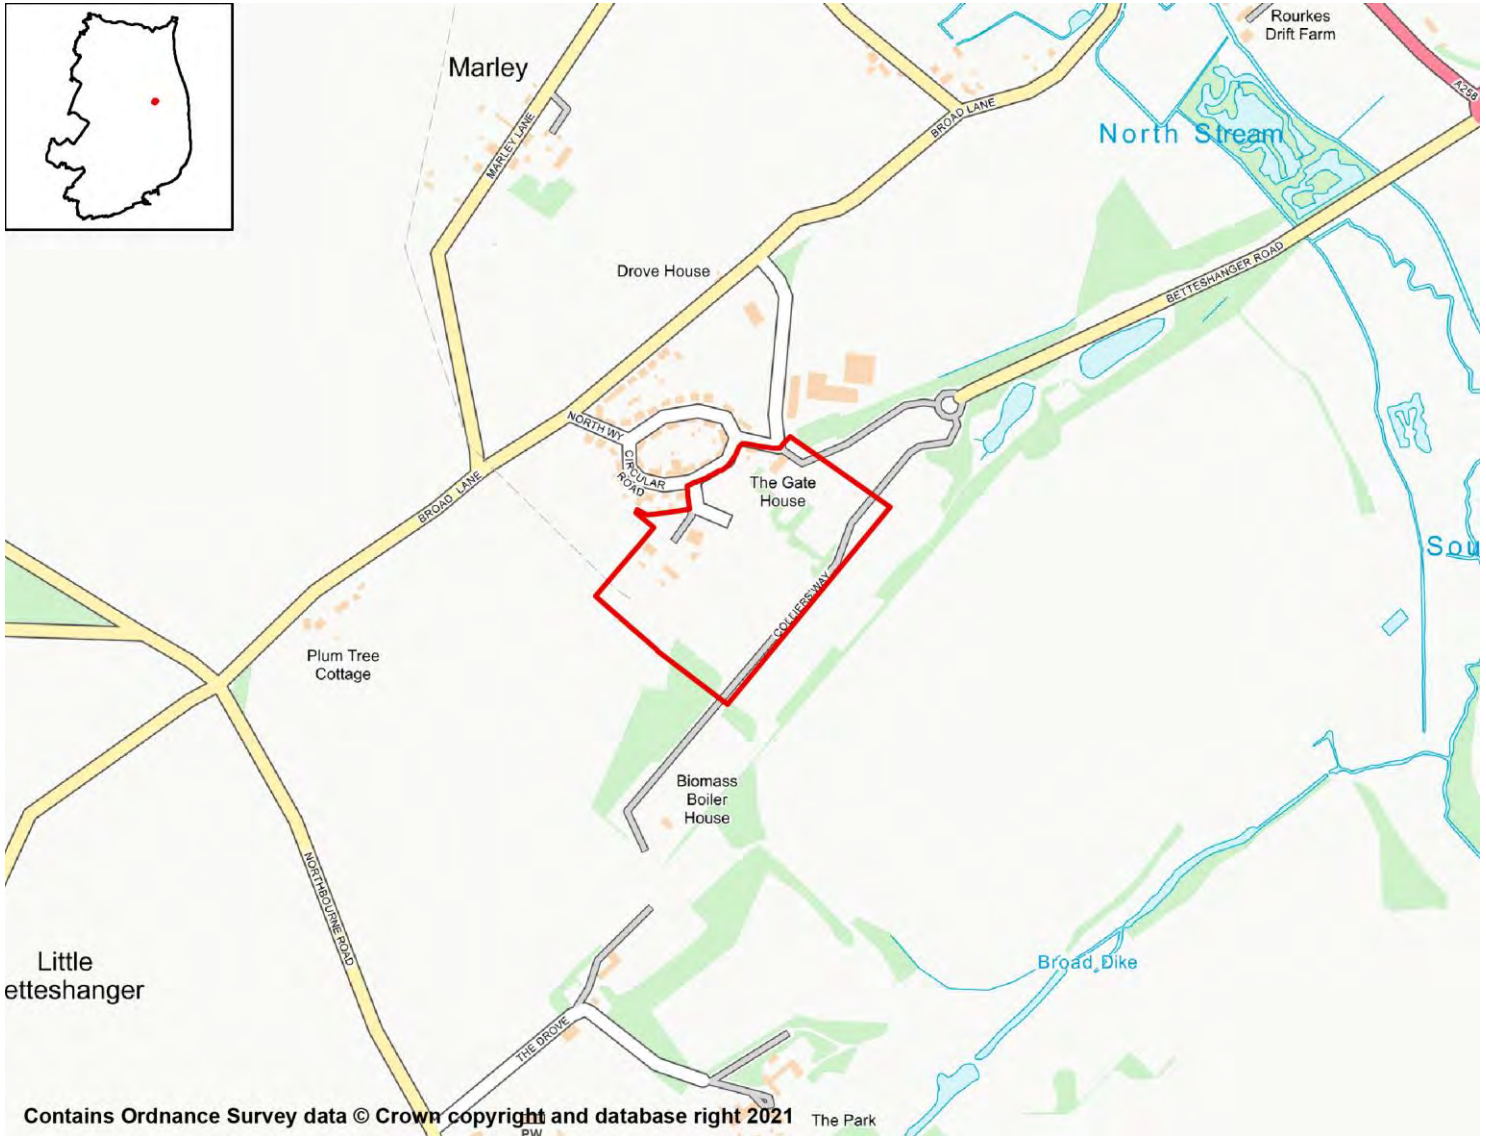 Rourkes
Drift Farm
Marley
A258
BROAD LANE
North Stream
MARLEY LANE
Drove House
BETTESHANGER ROAD
NORTH WY
CIRCULAR
ROAD
The Gate
House
BROAD LANE
Sou
COLLIERS WAY
Plum Tree
Cottage
Biomass
Boiler
House
NORTHBOURNE ROAD
Little
etteshanger
Broad Dike
THE DROVE
Contains Ordnance Survey data © Crown copyright and database right 2021
The Park
PW